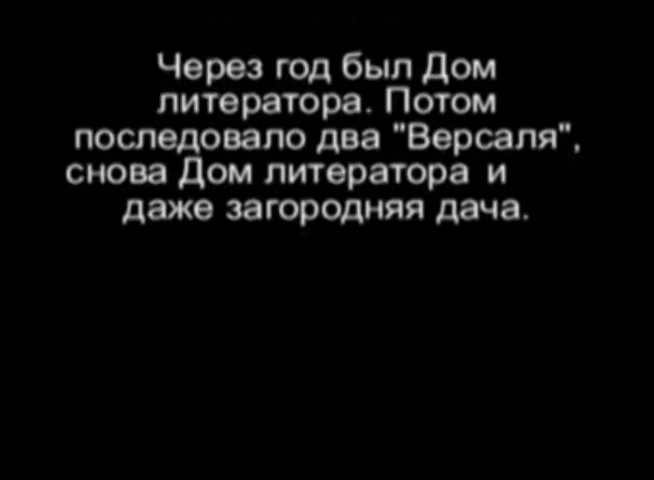 Через год был Дом
литератора. Потом
последовало два "Версаля",
снова Дом литератора и
даже загородняя дача.